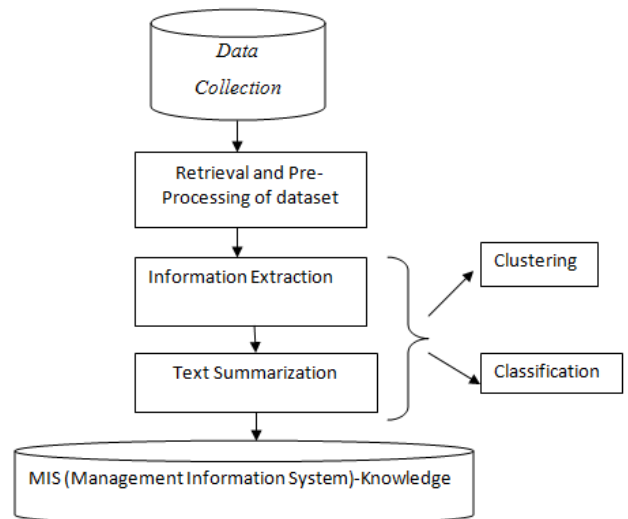 Data
Collection
Retrieval and Pre-
Processing of dataset
Information Extraction
Clustering
Text Summarization
Classification
MIS (Management Information System)-Knowledge